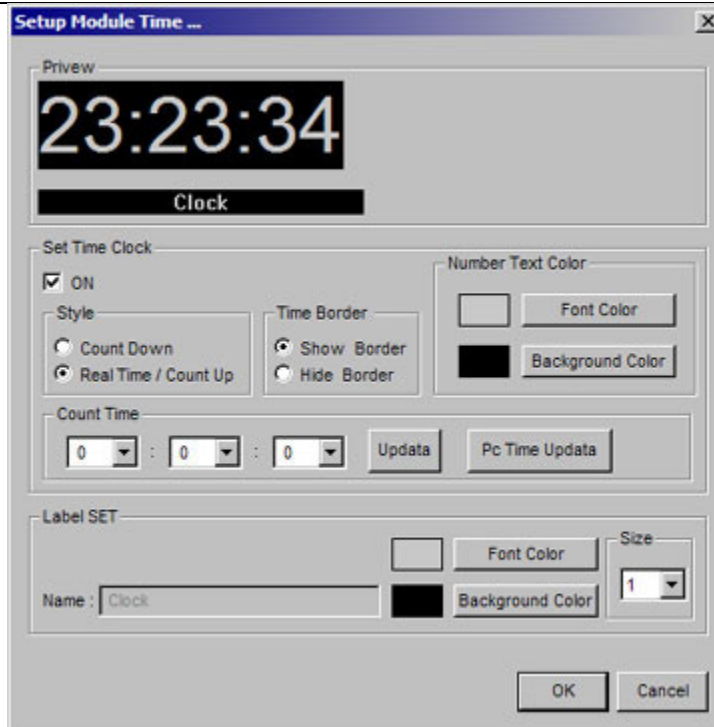 Setup Module Time ...
Privew
23:23:34
Clock
Set Time Clock
ON
Style
Count Down
Real Time / Count Up
Time Border
Show Border
Hide Border
Number Text Color
Font Color
Background Color
Count Time
0 : 0 : 0 Updata Pc Time Updata
Label SET
Font Color
Name : Clock
Background Color
Size
1
OK Cancel